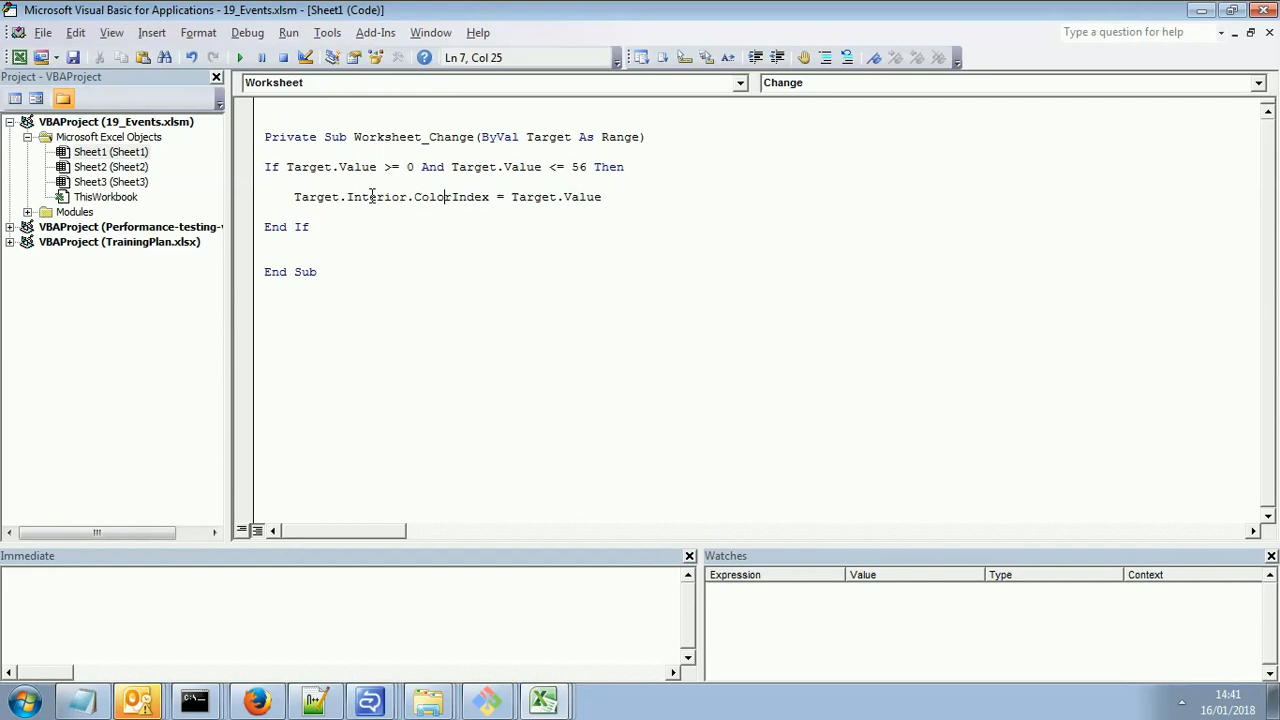 Microsoft Visual Basic for Applications - 19_Events.xlsm - [Sheet1 (Code)]
File Edit View Insert Format Debug Run Tools Add-Ins Window Help
Type a question for help
Ln 7, Col 25
Project - VBAProject
Worksheet
Change
VBAProject (19_Events.xlsm)
Microsoft Excel Objects
Sheet1 (Sheet1)
Sheet2 (Sheet2)
Sheet3 (Sheet3)
ThisWorkbook
Modules
VBAProject (Performance-testing-
VBAProject (TrainingPlan.xlsx)
Private Sub Worksheet_Change(ByVal Target As Range)
If Target.Value >= 0 And Target.Value <= 56 Then
Target.Interior.ColorIndex = Target.Value
End If
End Sub
Immediate
Watches
Expression Value Type Context
14:41
16/01/2018